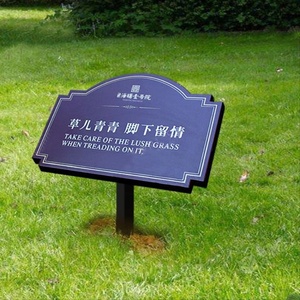 草儿青青 脚下留情
TAKE CARE OF THE LUSH GRASS
WHEN TREADING ON IT.